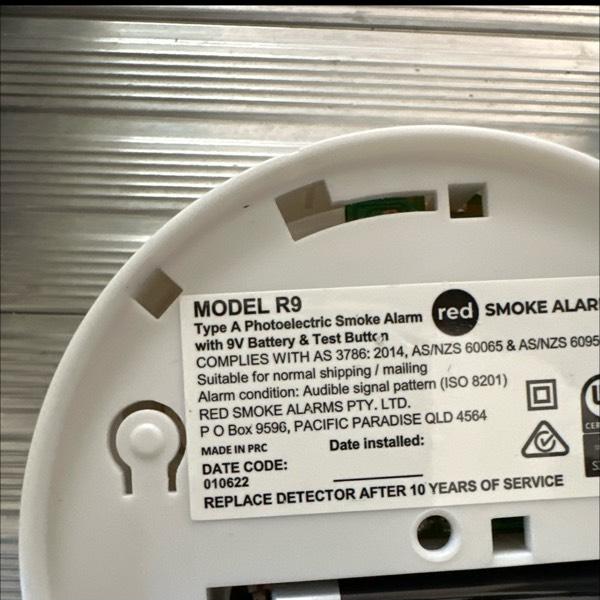 MODEL R9
red SMOKE ALAR
Type A Photoelectric Smoke Alarm
with 9V Battery & Test Button
COMPLIES WITH AS 3786: 2014, AS/NZS 60065 & AS/NZS 6095
Suitable for normal shipping / mailing
Alarm condition: Audible signal pattern (ISO 8201)
RED SMOKE ALARMS PTY. LTD.
P O Box 9596, PACIFIC PARADISE QLD 4564
MADE IN PRC
Date installed:
DATE CODE:
010622
REPLACE DETECTOR AFTER 10 YEARS OF SERVICE
CER